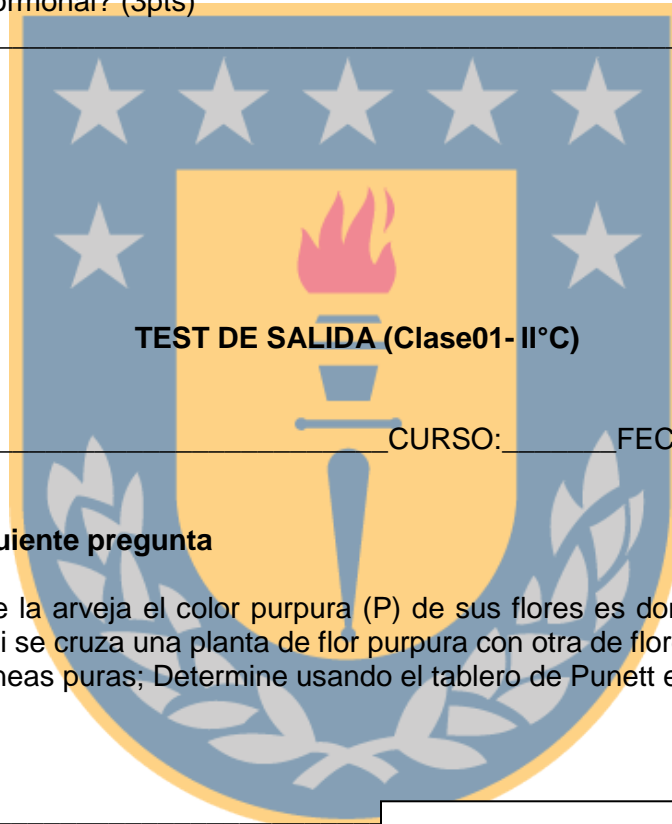 ormonal? (3pts)
TEST DE SALIDA (Clase01- II°C)
CURSO:_______FEC
uiente pregunta
e la arveja el color purpura (P) de sus flores es dor
i se cruza una planta de flor purpura con otra de flor
neas puras; Determine usando el tablero de Punett e